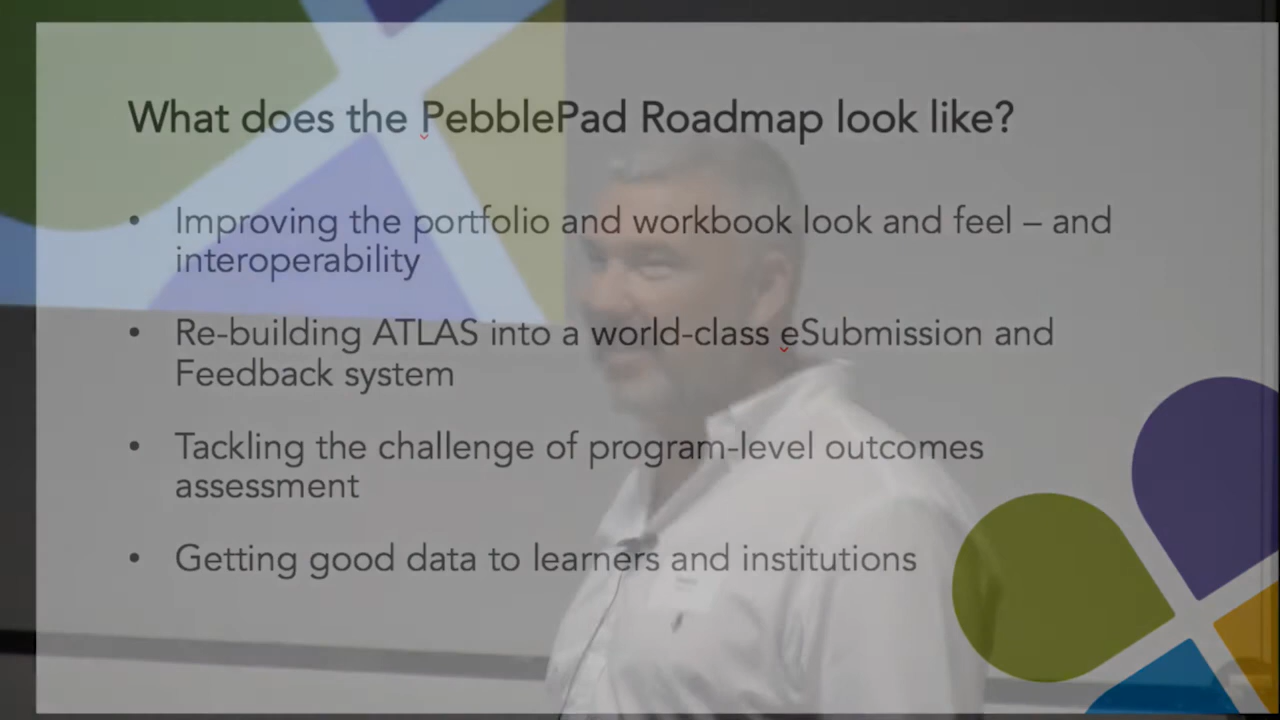 What does the PebblePad Roadmap look like?
• Improving the portfolio and workbook look and feel – and
interoperability
• Re-building ATLAS into a world-class eSubmission and
Feedback system
• Tackling the challenge of program-level outcomes
assessment
• Getting good data to learners and institutions